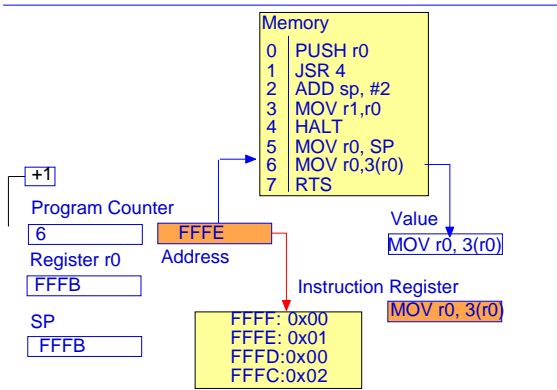 Memory
0 PUSH r0
1 JSR 4
2 ADD sp, #2
3 MOV r1,r0
4 HALT
5 MOV r0, SP
6 MOV r0,3(r0)
7 RTS
+1
Program Counter
6
FFFE
Address
Value
MOV r0, 3(r0)
Register r0
FFFB
Instruction Register
MOV r0, 3(r0)
SP
FFFB
FFFF: 0x00
FFFE: 0x01
FFFD:0x00
FFFC:0x02